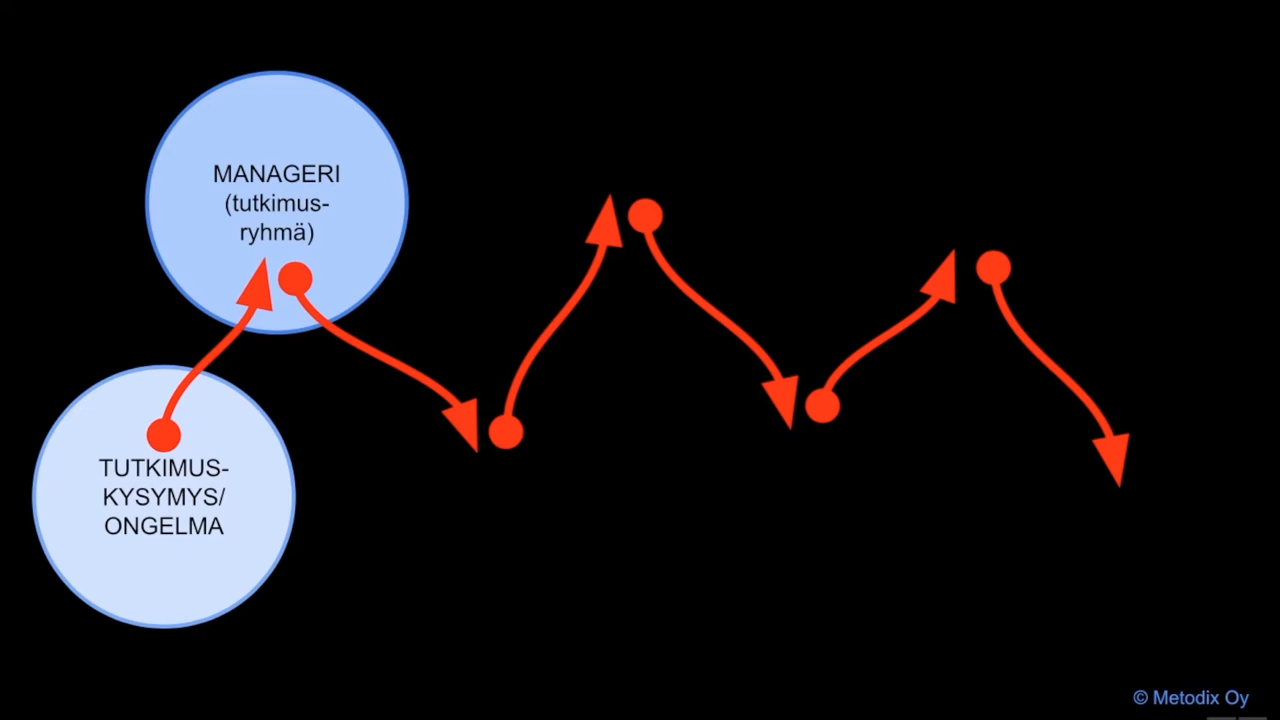 MANAGERI
(tutkimus-
ryhmä)
TUTKIMUS-
KYSYMYS/
ONGELMA
© Metodix Oy